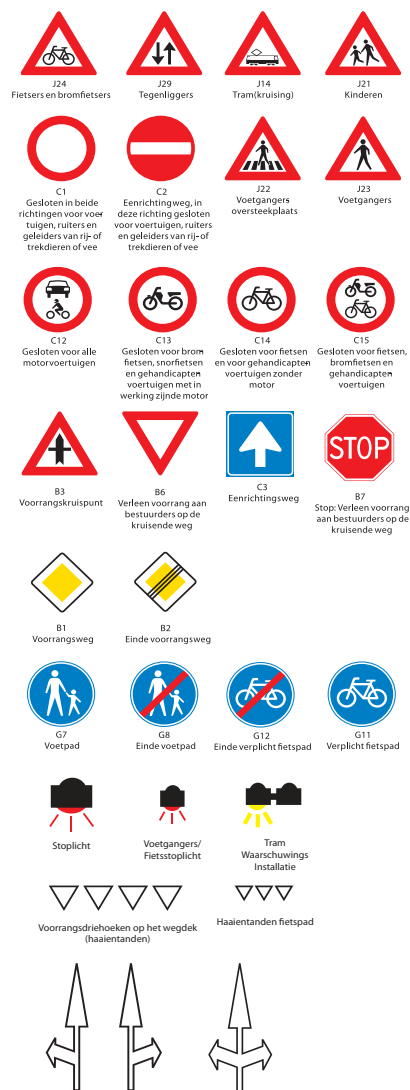 J24
Fietsers en bromfietsers
J29
Tegenliggers
J14
Tram(kruising)
J21
Kinderen
C1
Gesloten in beide
richtingen voor voer-
tuigen, ruiters en
geleiders van rij- of
trekdieren of vee
C2
Eenrichtingweg, in
deze richting gesloten
voor voertuigen, ruiters
en geleiders van rij- of
trekdieren of vee
J22
Voetgangers-
oversteekplaats
J23
Voetgangers
C12
Gesloten voor alle
motorvoertuigen
C13
Gesloten voor brom-
fietsen, snorfietsen
en gehandicapten-
voertuigen met in
werking zijnde motor
C14
Gesloten voor fietsen
en voor gehandicapten-
voertuigen zonder
motor
C15
Gesloten voor fietsen,
bromfietsen en
gehandicapten-
voertuigen
B3
Voorrangskruispunt
B6
Verleen voorrang aan
bestuurders op de
kruisende weg
C3
Eenrichtingsweg
STOP
B7
Stop: Verleen voorrang
aan bestuurders op de
kruisende weg
B1
Voorrangsweg
B2
Einde voorrangsweg
G7
Voetpad
G8
Einde voetpad
G12
Einde verplicht fietspad
G11
Verplicht fietspad
Stoplicht
Voetgangers/
Fietsstoplicht
Tram
Waarschuwings
Installatie
Voorrangsdriehoeken op het wegdek
(haaientanden)
Haaientanden fietspad